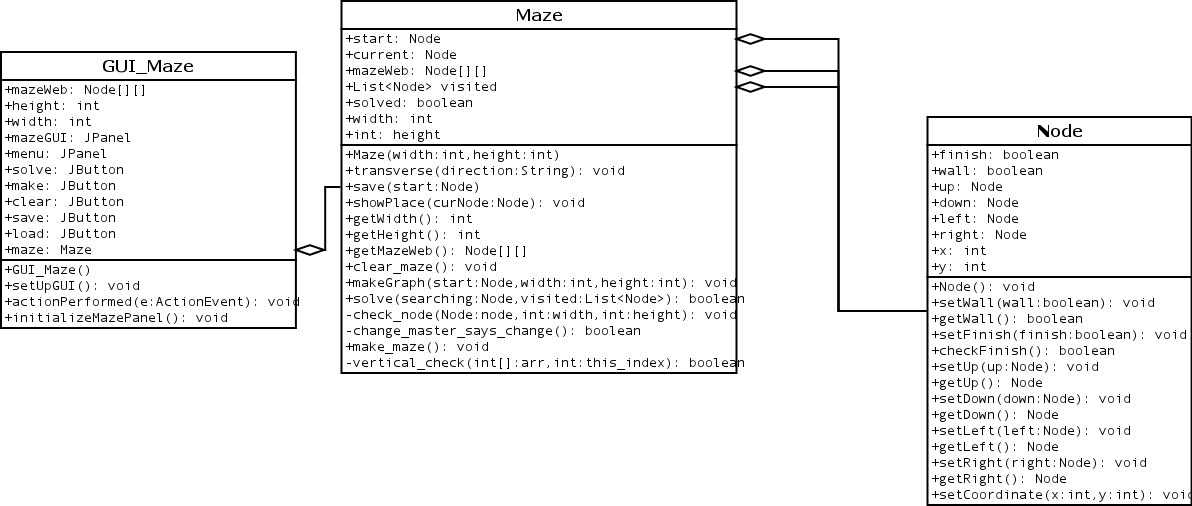 GUI_Maze
+mazeWeb: Node[][]
+height: int
+width: int
+mazeGUI: JPanel
+menu: JPanel
+solve: JButton
+make: JButton
+clear: JButton
+save: JButton
+load: JButton
+maze: Maze
+GUI_Maze()
+setUpGUI(): void
+actionPerformed(e:ActionEvent): void
+initializeMazePanel(): void
Maze
+start: Node
+current: Node
+mazeWeb: Node[][]
+List<Node> visited
+solved: boolean
+width: int
+int: height
+Maze(width:int,height:int)
+transverse(direction:String): void
+save(start:Node)
+showPlace(curNode:Node): void
+getWidth(): int
+getHeight(): int
+getMazeWeb(): Node[][]
+clear_maze(): void
+makeGraph(start:Node,width:int,height:int): void
+solve(searching:Node,visited:List<Node>): boolean
-check_node(Node:node,int:width,int:height): void
-change_master_says_change(): boolean
+make_maze(): void
-vertical_check(int[]:arr,int:this_index): boolean
Node
+finish: boolean
+wall: boolean
+up: Node
+down: Node
+left: Node
+right: Node
+x: int
+y: int
+Node(): void
+setWall(wall:boolean): void
+getWall(): boolean
+setFinish(finish:boolean): void
+checkFinish(): boolean
+setUp(up:Node): void
+getUp(): Node
+setDown(down:Node): void
+getDown(): Node
+setLeft(left:Node): void
+getLeft(): Node
+setRight(right:Node): void
+getRight(): Node
+setCoordinate(x:int,y:int): void